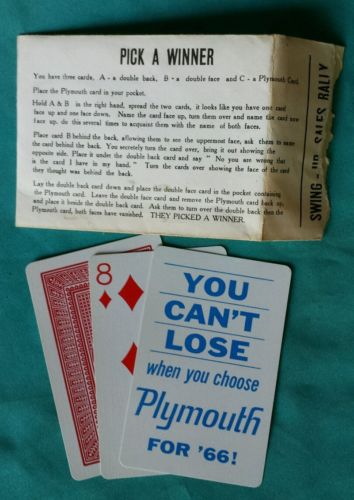 PICK A WINNER
You have three cards, A - a double back, B - a double face and C - a Plymouth Card.
Place the Plymouth card in your pocket.
Hold A & B in the right hand, spread the two cards, it looks like you have one card
face up and one face down. Name the card face up, turn them over and name the card now
face up, do this several times to acquaint them with the name of both faces.
Place card B behind the back, allowing them to see the uppermost face, ask them to name
the card behind the back. You secretely turn the card over, bring it out showing the
opposite side. Place it under the double back card and say " No you are wrong that
is the card I have in my hand." Turn the cards over showing the face of the card
they thought was behind the back.
Lay the double back card down and place the double face card in the pocket containing
the Plymouth card. Leave the double face card and remove the Plymouth card back up,
and place it beside the double back card. Ask them to turn over the double back then the
Plymouth card, both faces have vanished. THEY PICKED A WINNER.
SWING - UP SALES RALLY
8
YOU
CAN'T
LOSE
when you choose
Plymouth
FOR '66!